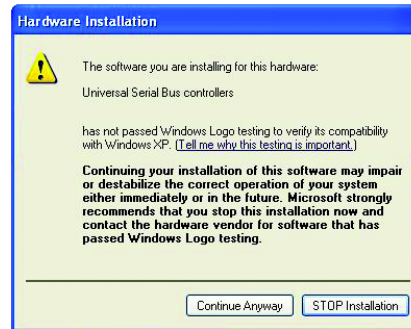 Hardware Installation
The software you are installing for this hardware:
Universal Serial Bus controllers
has not passed Windows Logo testing to verify its compatibility
with Windows XP. (Tell me why this testing is important.)
Continuing your installation of this software may impair
or destabilize the correct operation of your system
either immediately or in the future. Microsoft strongly
recommends that you stop this installation now and
contact the hardware vendor for software that has
passed Windows Logo testing.
Continue Anyway
STOP Installation